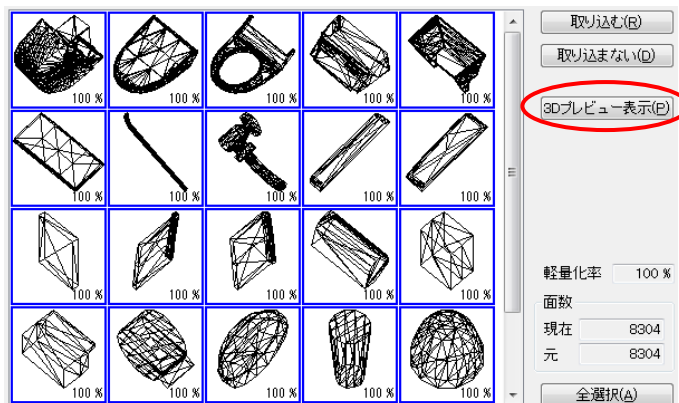 100 % 100 % 100 % 100 % 100 %
100 % 100 % 100 % 100 % 100 %
100 % 100 % 100 % 100 % 100 %
100 % 100 % 100 % 100 % 100 %
取り込む(R)
取り込まない(D)
3Dプレビュー表示(P)
軽量化率 100 %
面数
現在 8304
元 8304
全選択(A)